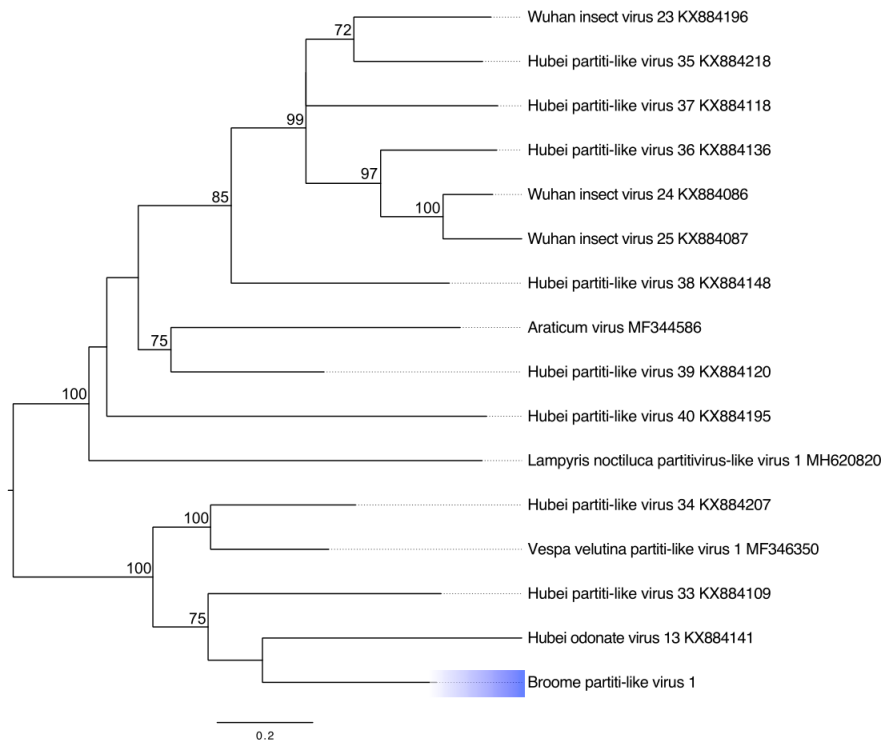 72
Wuhan insect virus 23 KX884196
Hubei partiti-like virus 35 KX884218
Hubei partiti-like virus 37 KX884118
99
Hubei partiti-like virus 36 KX884136
97
Wuhan insect virus 24 KX884086
100
Wuhan insect virus 25 KX884087
85
Hubei partiti-like virus 38 KX884148
Araticum virus MF344586
75
Hubei partiti-like virus 39 KX884120
100
Hubei partiti-like virus 40 KX884195
Lampyris noctiluca partitivirus-like virus 1 MH620820
Hubei partiti-like virus 34 KX884207
100
Vespa velutina partiti-like virus 1 MF346350
100
Hubei partiti-like virus 33 KX884109
75
Hubei odonate virus 13 KX884141
Broome partiti-like virus 1
0.2